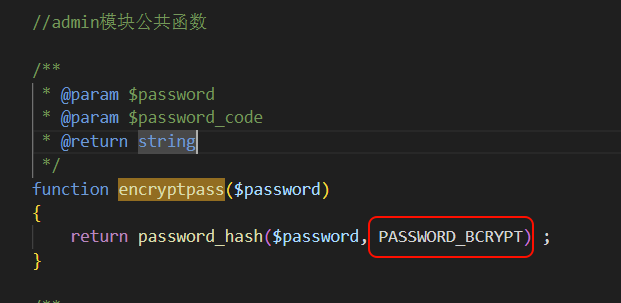 //admin模块公共函数
/**
* @param $password
* @param $password_code
* @return string
*/
function encryptpass($password)
{
return password_hash($password, PASSWORD_BCRYPT) ;
}
/**